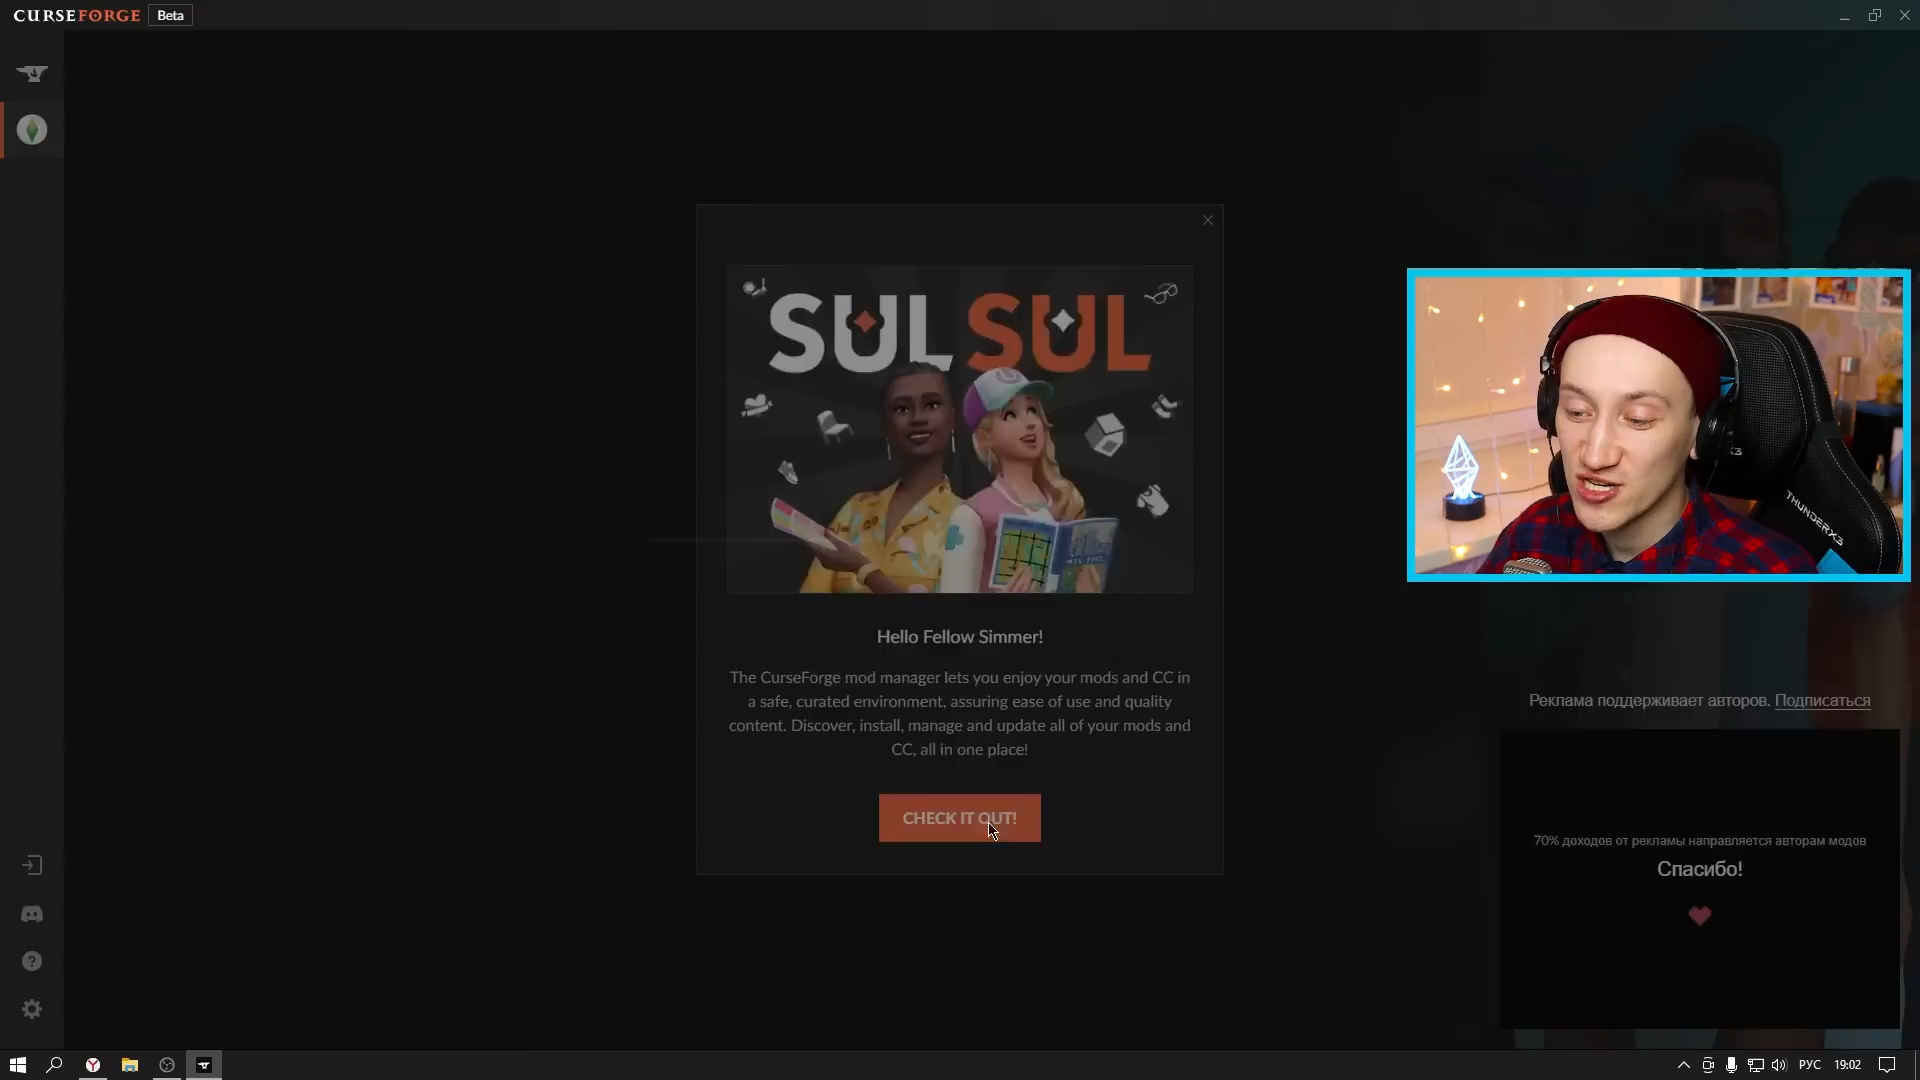 CURSEFORGE Beta
SUL SUL
Hello Fellow Simmer!
The CurseForge mod manager lets you enjoy your mods and CC in
a safe, curated environment, assuring ease of use and quality
content. Discover, install, manage and update all of your mods and
CC, all in one place!
CHECK IT OUT!
THUNDERX3
Реклама поддерживает авторов. Подписаться
70% доходов от рекламы направляется авторам модов
Спасибо!
РУС 19:02